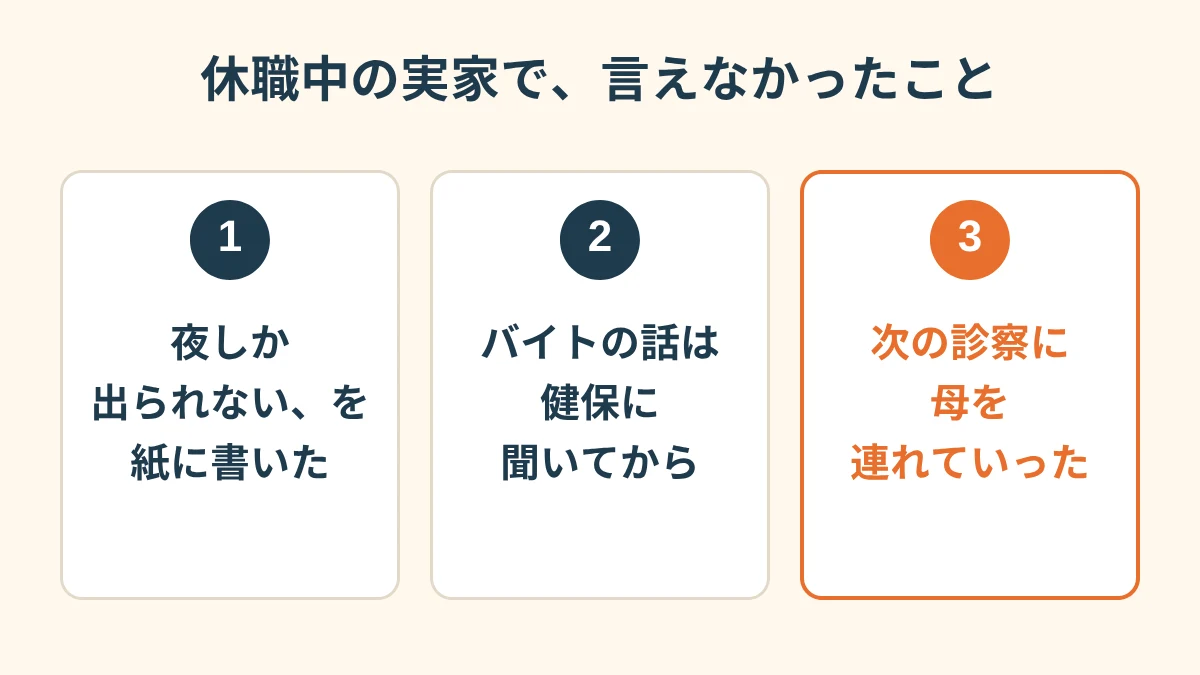 休職中の実家で、言えなかったこと
1
夜しか
出られない、を
紙に書いた
2
バイトの話は
健保に
聞いてから
3
次の診察に
母を
連れていった